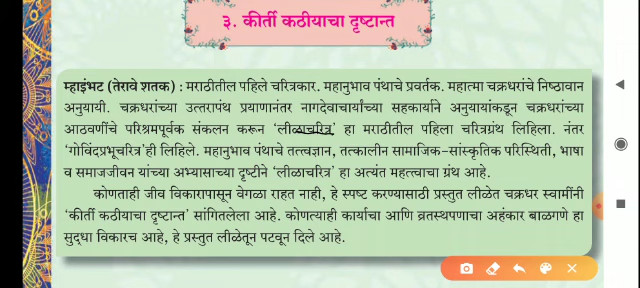 ३. कीर्ती कठीयाचा दृष्टान्त
म्हाइंभट (तेरावे शतक) : मराठीतील पहिले चरित्रकार. महानुभाव पंथाचे प्रवर्तक. महात्मा चक्रधरांचे निष्ठावान
अनुयायी. चक्रधरांच्या उत्तरापंथ प्रयाणानंतर नागदेवाचार्यांच्या सहकार्याने अनुयायांकडून चक्रधरांच्या
आठवणींचे परिश्रमपूर्वक संकलन करून ‘लीळाचरित्र’ हा मराठीतील पहिला चरित्रग्रंथ लिहिला. नंतर
‘गोविंदप्रभूचरित्र’ही लिहिले. महानुभाव पंथाचे तत्त्वज्ञान, तत्कालीन सामाजिक-सांस्कृतिक परिस्थिती, भाषा
व समाजजीवन यांच्या अभ्यासाच्या दृष्टीने ‘लीळाचरित्र’ हा अत्यंत महत्त्वाचा ग्रंथ आहे.
कोणताही जीव विकारापासून वेगळा राहत नाही, हे स्पष्ट करण्यासाठी प्रस्तुत लीळेत चक्रधर स्वामींनी
‘कीर्ती कठीयाचा दृष्टान्त’ सांगितलेला आहे. कोणत्याही कार्याचा आणि व्रतस्थपणाचा अहंकार बाळगणे हा
सुद्धा विकारच आहे, हे प्रस्तुत लीळेतून पटवून दिले आहे.